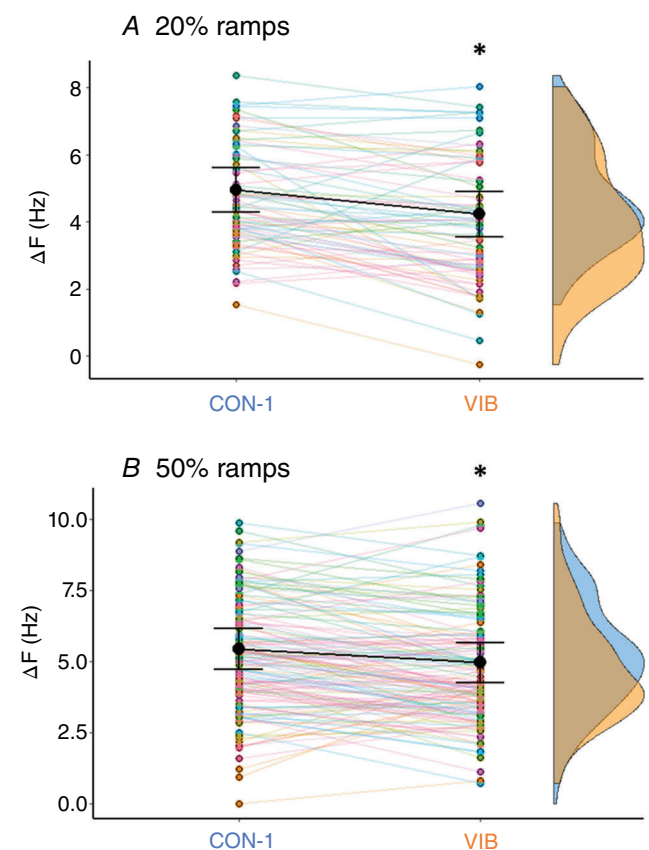 A 20% ramps
*
8
6
4
2
0
ΔF (Hz)
CON-1
VIB
B 50% ramps
*
10.0
7.5
5.0
2.5
0.0
ΔF (Hz)
CON-1
VIB